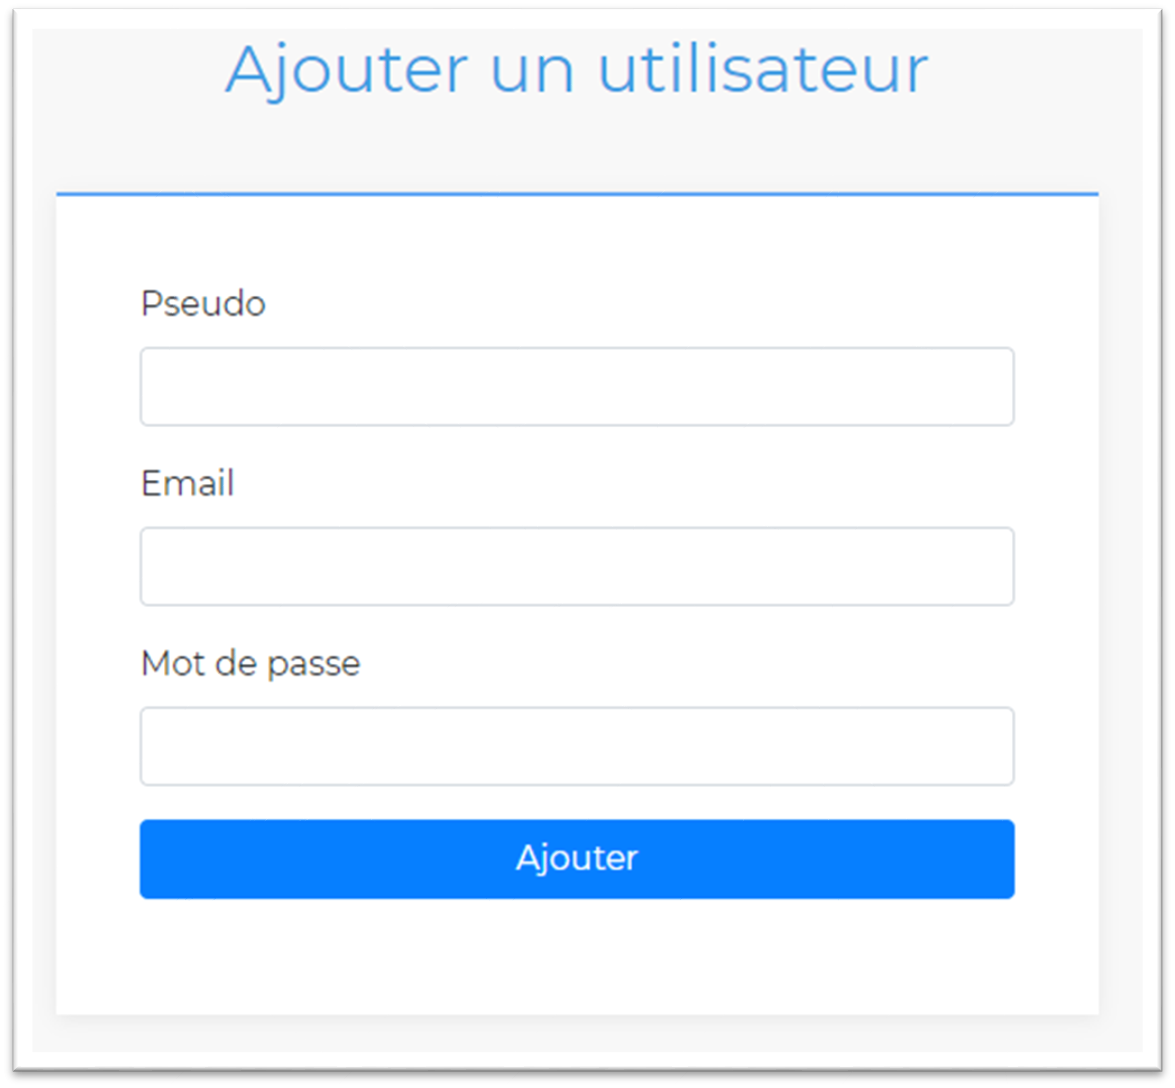 Ajouter un utilisateur
Pseudo
Email
Mot de passe
Ajouter